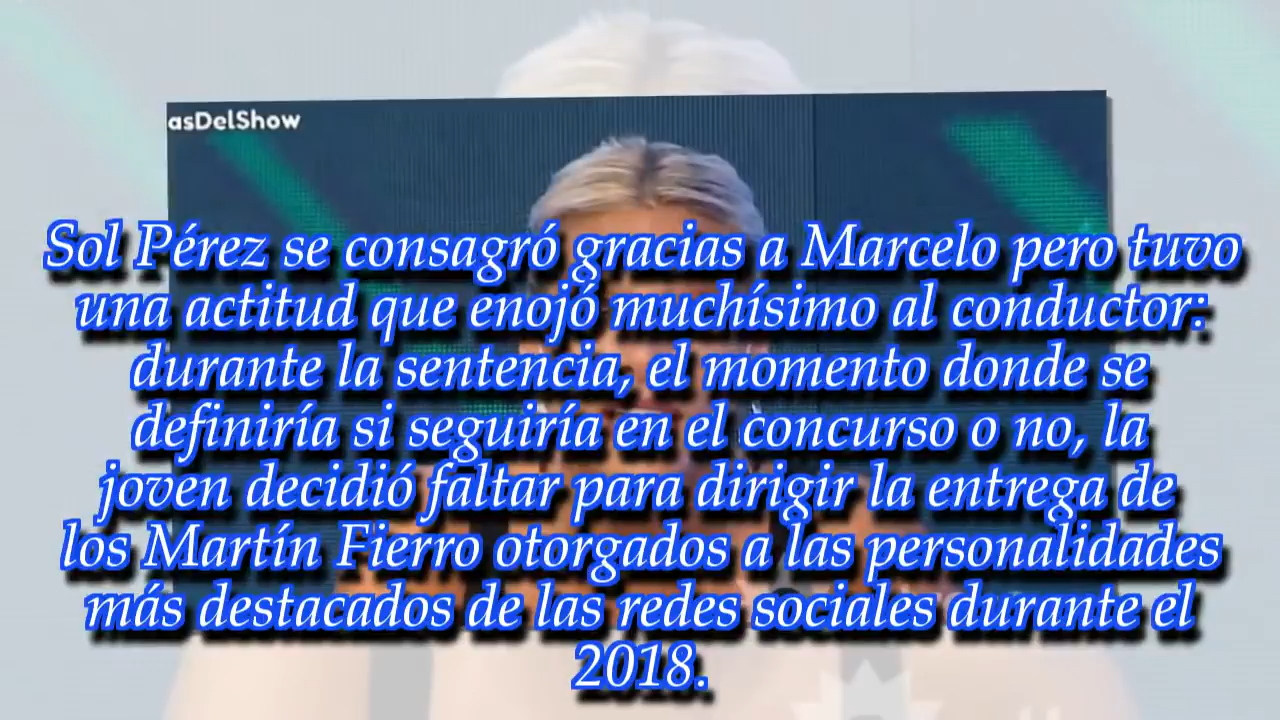 asDelShow
Sol Pérez se consagró gracias a Marcelo pero tuvo
una actitud que enojó muchísimo al conductor:
durante la sentencia, el momento donde se
definiría si seguiría en el concurso o no, la
joven decidió faltar para dirigir la entrega de
los Martín Fierro otorgados a las personalidades
más destacados de las redes sociales durante el
2018.